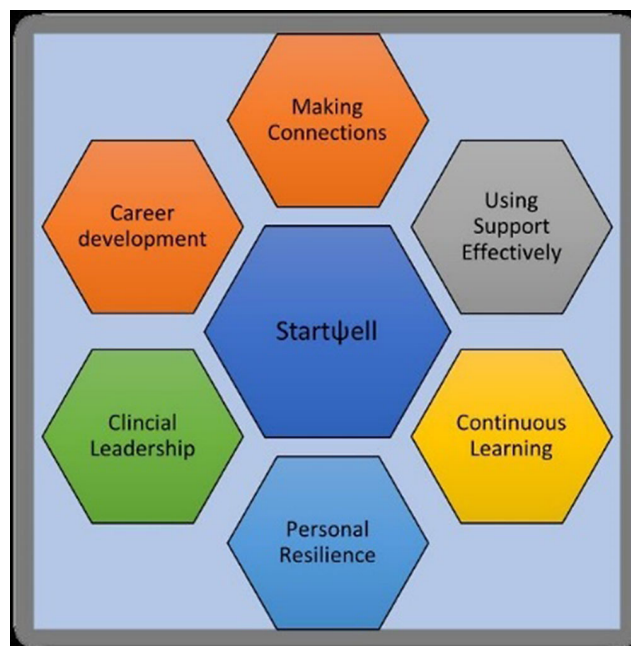 Making
Connections
Using
Support
Effectively
Career
development
Startψell
Continuous
Learning
Clincial
Leadership
Personal
Resilience